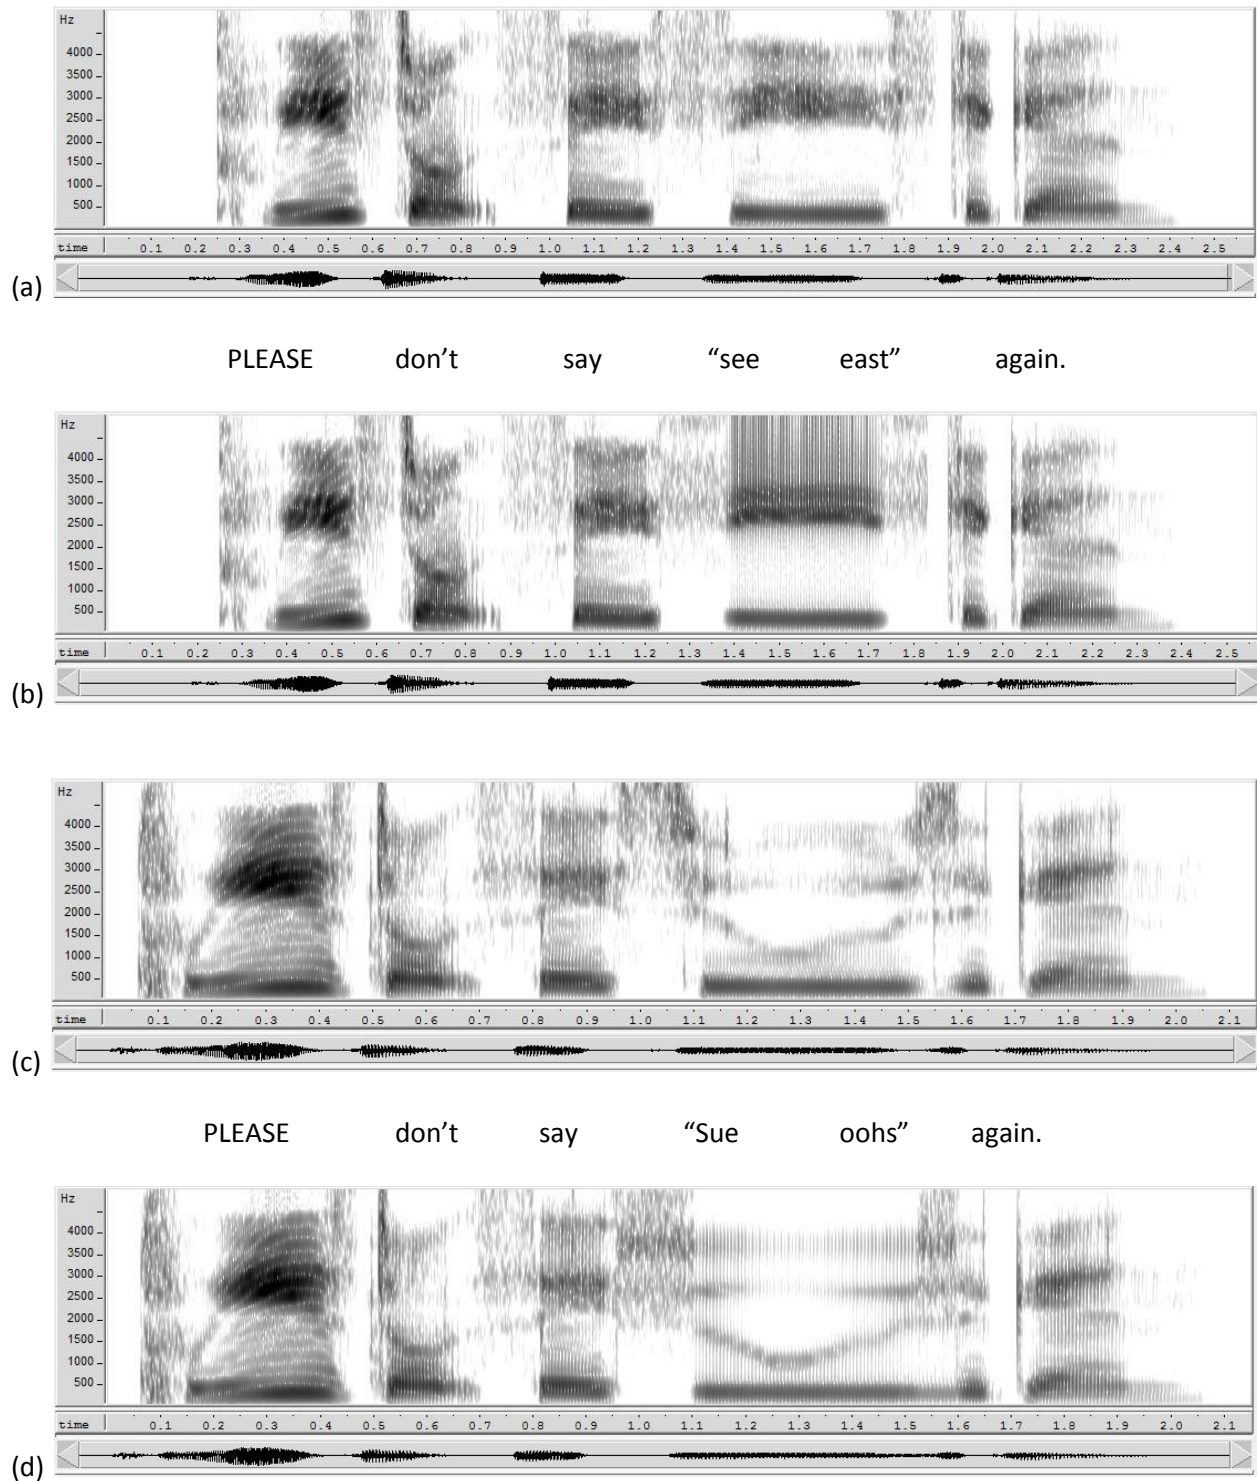 Hz
4000
3500
3000
2500
2000
1500
1000
500
time 0.1 0.2 0.3 0.4 0.5 0.6 0.7 0.8 0.9 1.0 1.1 1.2 1.3 1.4 1.5 1.6 1.7 1.8 1.9 2.0 2.1 2.2 2.3 2.4 2.5
(a)
PLEASE don't say “see east” again.
Hz
4000
3500
3000
2500
2000
1500
1000
500
time 0.1 0.2 0.3 0.4 0.5 0.6 0.7 0.8 0.9 1.0 1.1 1.2 1.3 1.4 1.5 1.6 1.7 1.8 1.9 2.0 2.1 2.2 2.3 2.4 2.5
(b)
Hz
4000
3500
3000
2500
2000
1500
1000
500
time 0.1 0.2 0.3 0.4 0.5 0.6 0.7 0.8 0.9 1.0 1.1 1.2 1.3 1.4 1.5 1.6 1.7 1.8 1.9 2.0 2.1
(c)
PLEASE don't say “Sue oohs” again.
Hz
4000
3500
3000
2500
2000
1500
1000
500
time 0.1 0.2 0.3 0.4 0.5 0.6 0.7 0.8 0.9 1.0 1.1 1.2 1.3 1.4 1.5 1.6 1.7 1.8 1.9 2.0 2.1
(d)